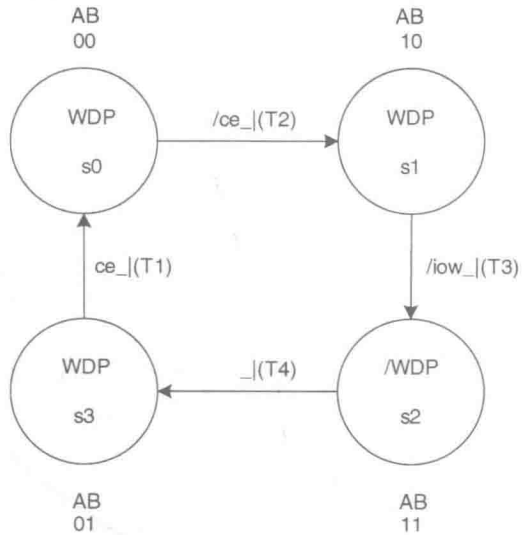 AB
00
AB
10
WDP
s0
/ce_|(T2)
WDP
s1
ce_|(T1)
/iow_|(T3)
WDP
s3
_|(T4)
/WDP
s2
AB
01
AB
11